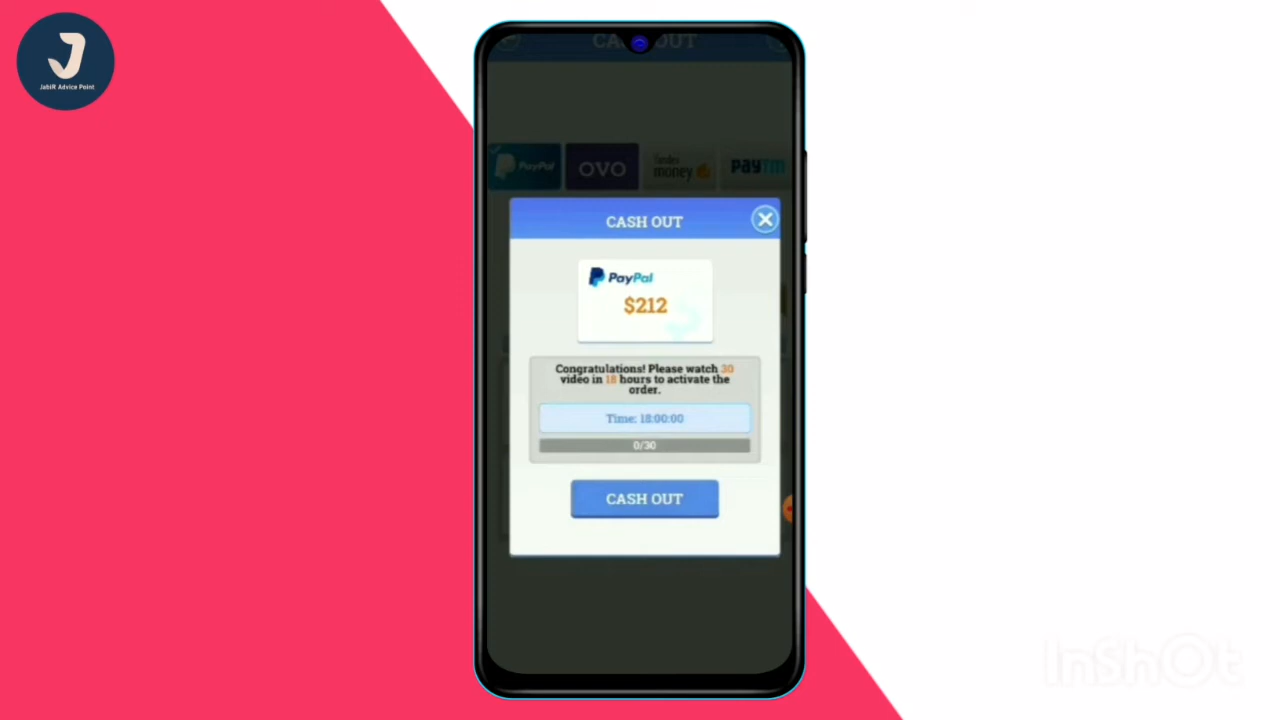 JabiR Advice Point
CASH OUT
PayPal
OVO
money
Paytm
CASH OUT
PayPal
$212
Congratulations! Please watch 30
video in 18 hours to activate the
order.
Time: 18:00:00
0/30
CASH OUT
InShOt